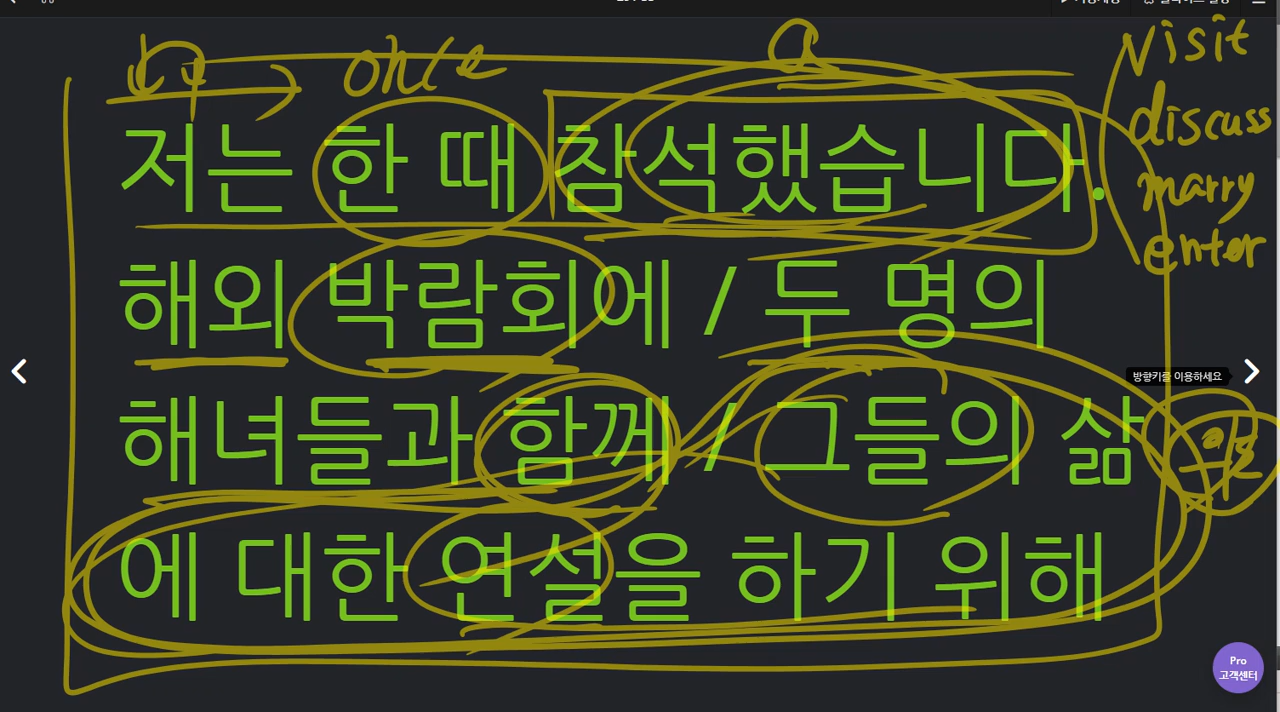 once
a
visit
저는 한 때 참석했습니다.
discuss
marry
enter
해외 박람회에 / 두 명의
방향키를 이용하세요
해녀들과 함께 / 그들의 삶
에 대한 연설을 하기 위해
Pro
고객센터